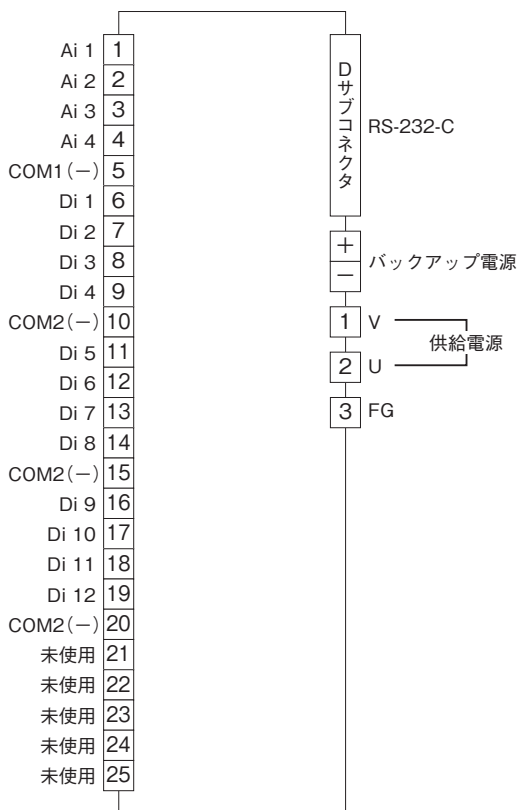 Ai 1 1
Ai 2 2
Ai 3 3
Ai 4 4
COM1(−) 5
Di 1 6
Di 2 7
Di 3 8
Di 4 9
COM2(−) 10
Di 5 11
Di 6 12
Di 7 13
Di 8 14
COM2(−) 15
Di 9 16
Di 10 17
Di 11 18
Di 12 19
COM2(−) 20
未使用 21
未使用 22
未使用 23
未使用 24
未使用 25
Dサブコネクタ
RS-232-C
+
−
バックアップ電源
1 V
供給電源
2 U
3 FG